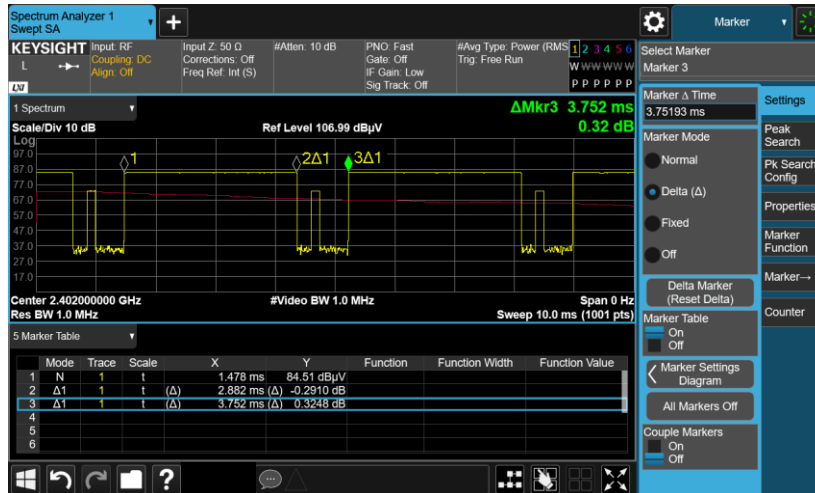 Spectrum Analyzer 1
Swept SA
Marker
KEYSIGHT
L
LXI
Input: RF
Coupling: DC
Align: Off
Input Z: 50 Ω
Corrections: Off
Freq Ref: Int (S)
#Atten: 10 dB
PNO: Fast
Gate: Off
IF Gain: Low
Sig Track: Off
#Avg Type: Power (RMS
Trig: Free Run
1 2 3 4 5 6
W W W W W W
P P P P P P
Select Marker
Marker 3
1 Spectrum
ΔMkr3 3.752 ms
0.32 dB
Scale/Div 10 dB
Ref Level 106.99 dBµV
Log
97.0
87.0
77.0
67.0
57.0
47.0
37.0
27.0
17.0
1
2Δ1
3Δ1
Center 2.402000000 GHz
#Video BW 1.0 MHz
Span 0 Hz
Res BW 1.0 MHz
Sweep 10.0 ms (1001 pts)
5 Marker Table
Mode Trace Scale X Y Function Function Width Function Value
1 N 1 t 1.478 ms 84.51 dBµV
2 Δ1 1 t (Δ) 2.882 ms (Δ) -0.2910 dB
3 Δ1 1 t (Δ) 3.752 ms (Δ) 0.3248 dB
4
5
6
Marker Δ Time
3.75193 ms
Marker Mode
Normal
Delta (Δ)
Fixed
Off
Delta Marker
(Reset Delta)
Marker Table
On
Off
Marker Settings
Diagram
All Markers Off
Couple Markers
On
Off
Settings
Peak
Search
Pk Search
Config
Properties
Marker
Function
Marker→
Counter
?